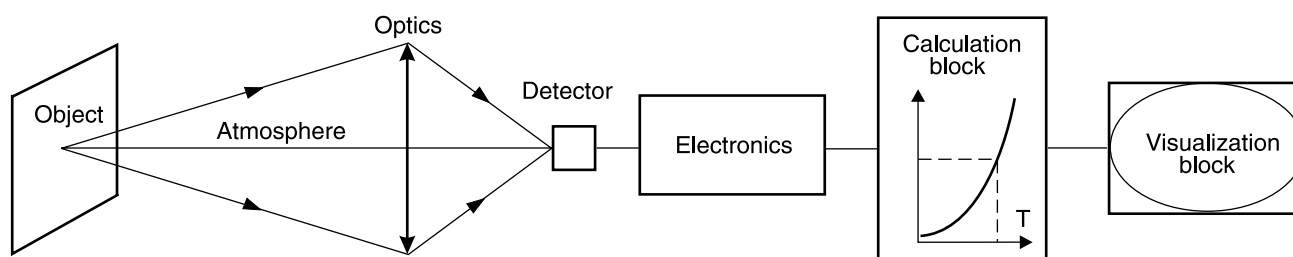 Optics
Calculation
block
Detector
Object
Atmosphere
Electronics
Visualization
block
T